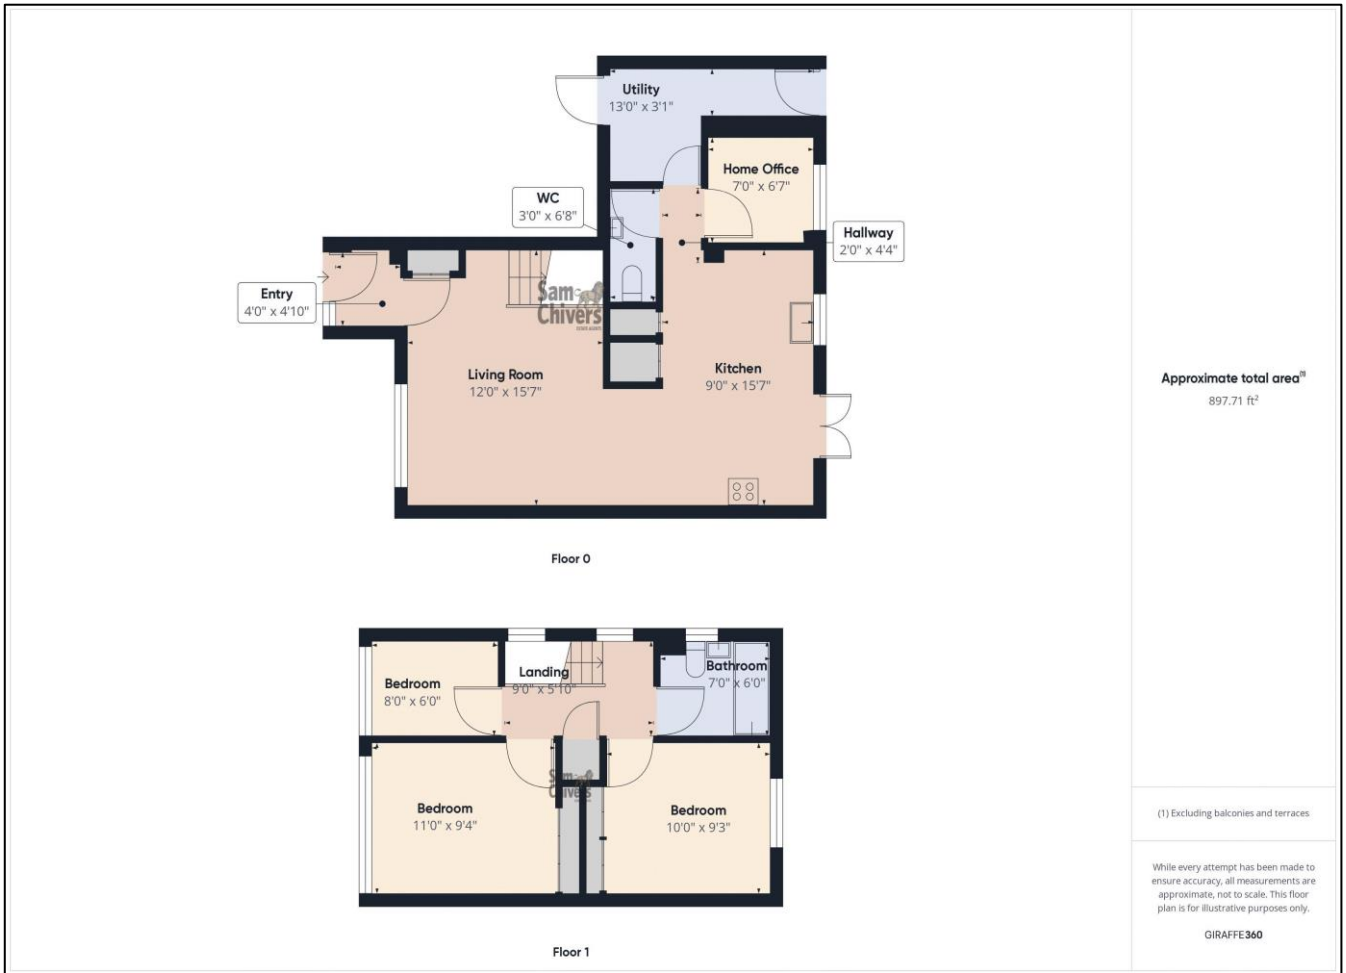 Utility
13'0" x 3'1"
Home Office
7'0" x 6'7"
WC
3'0" x 6'8"
Hallway
2'0" x 4'4"
Entry
4'0" x 4'10"
Sam
Chivers
Living Room
12'0" x 15'7"
Kitchen
9'0" x 15'7"
Floor 0
Approximate total area(1)
897.71 ft²
Landing
9'0" x 5'10"
Bathroom
7'0" x 6'0"
Bedroom
8'0" x 6'0"
Sam
Chivers
Bedroom
11'0" x 9'4"
Bedroom
10'0" x 9'3"
Floor 1
(1) Excluding balconies and terraces
While every attempt has been made to
ensure accuracy, all measurements are
approximate, not to scale. This floor
plan is for illustrative purposes only.
GIRAFFE360